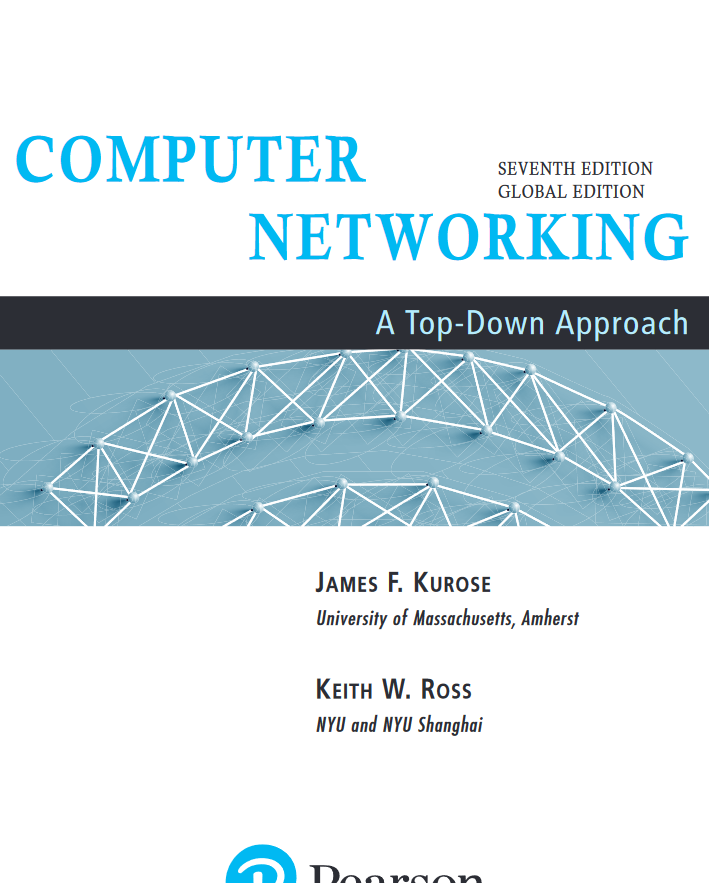 COMPUTER
SEVENTH EDITION
GLOBAL EDITION
NETWORKING
A Top-Down Approach
JAMES F. KUROSE
University of Massachusetts, Amherst
KEITH W. ROSS
NYU and NYU Shanghai
Pearson